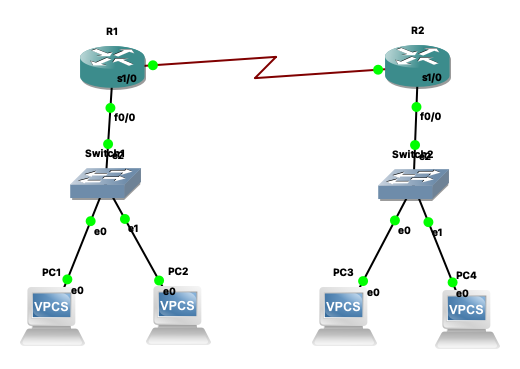 R1
R2
s1/0
s1/0
f0/0
f0/0
Switch1
e2
Switch2
e2
e0
e1
e0
e1
PC1
PC2
PC3
PC4
e0
e0
e0
e0
VPCS
VPCS
VPCS
VPCS